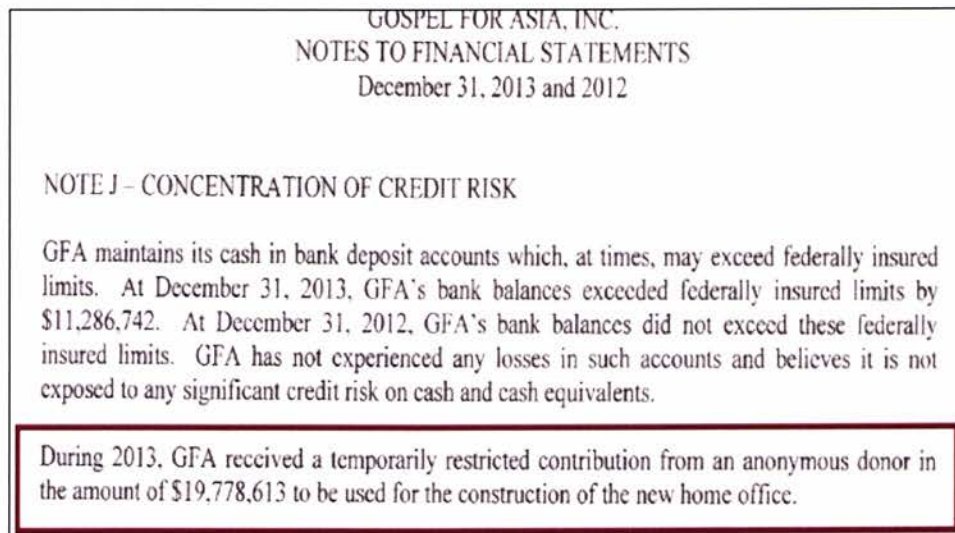 GOSPEL FOR ASIA, INC.
NOTES TO FINANCIAL STATEMENTS
December 31, 2013 and 2012
NOTE J – CONCENTRATION OF CREDIT RISK
GFA maintains its cash in bank deposit accounts which, at times, may exceed federally insured
limits. At December 31, 2013, GFA's bank balances exceeded federally insured limits by
$11,286,742. At December 31, 2012, GFA's bank balances did not exceed these federally
insured limits. GFA has not experienced any losses in such accounts and believes it is not
exposed to any significant credit risk on cash and cash equivalents.
During 2013, GFA received a temporarily restricted contribution from an anonymous donor in
the amount of $19,778,613 to be used for the construction of the new home office.